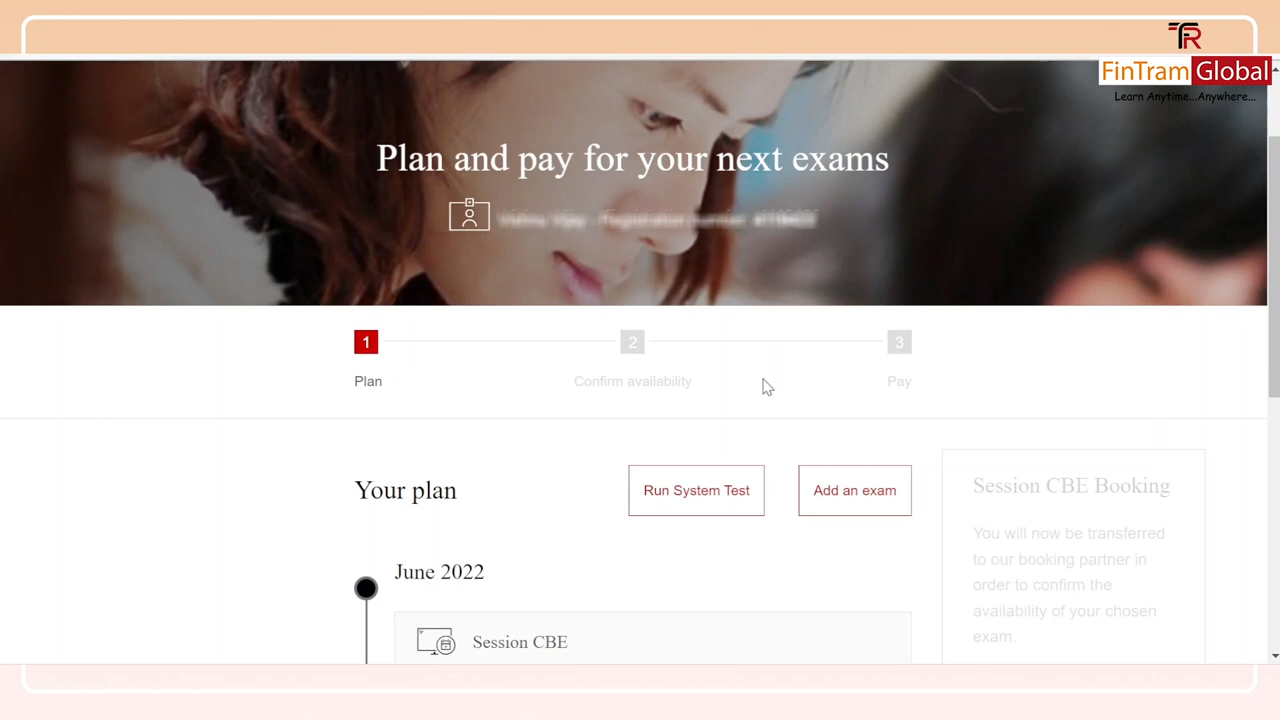 TR
FinTram Global
Learn Anytime...Anywhere...
Plan and pay for your next exams
1
2
3
Plan
Confirm availability
Pay
Your plan
Run System Test
Add an exam
Session CBE Booking
You will now be transferred
to our booking partner in
order to confirm the
availability of your chosen
exam.
June 2022
Session CBE